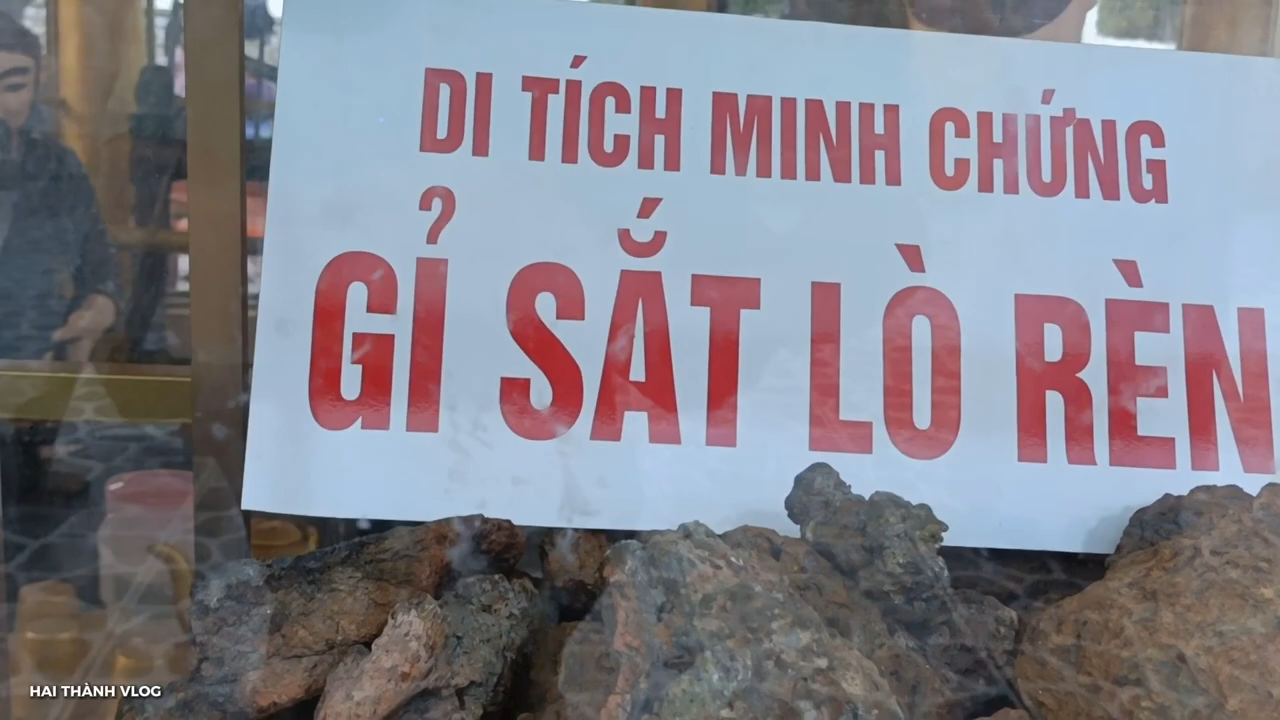 DI TÍCH MINH CHỨNG
GỈ SẮT LÒ RÈN
HAI THÀNH VLOG